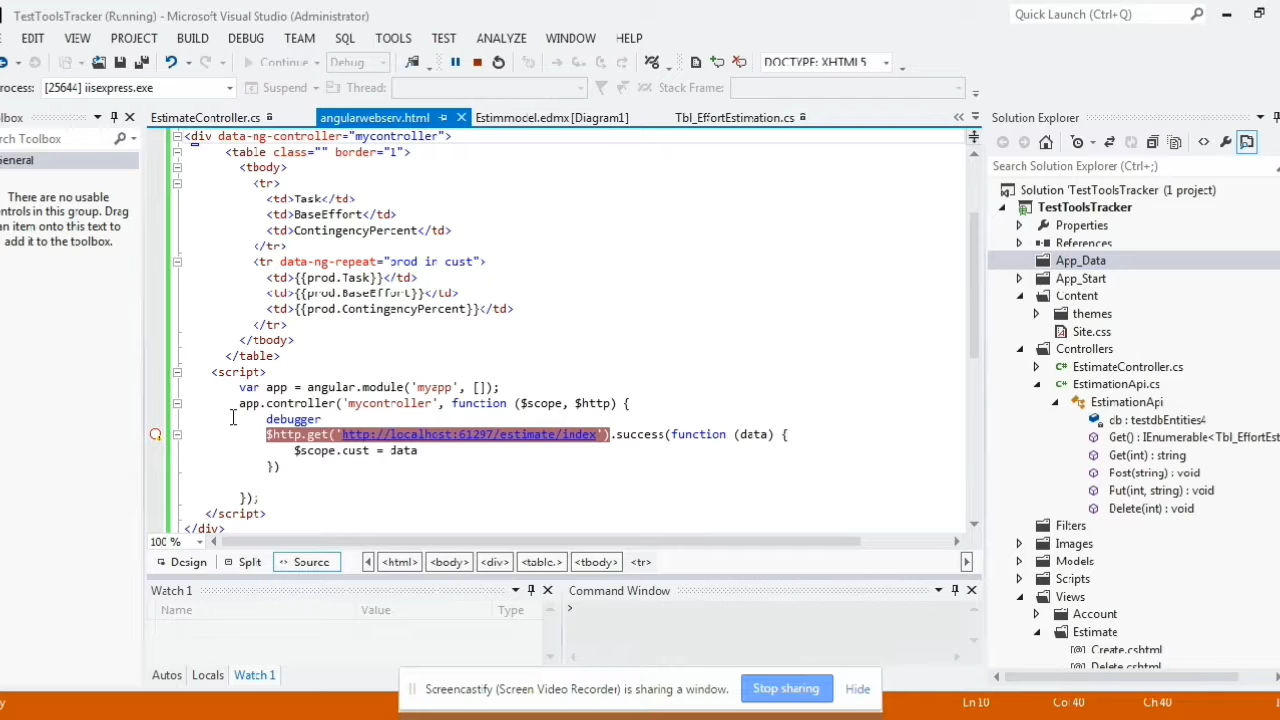 TestToolsTracker (Running) - Microsoft Visual Studio (Administrator)
Quick Launch (Ctrl+Q)
EDIT VIEW PROJECT BUILD DEBUG TEAM SQL TOOLS TEST ANALYZE WINDOW HELP
Continue Debug DOCTYPE: XHTML5
rocess: [25644] iisexpress.exe Suspend Thread: Stack Frame:
lbox
rch Toolbox
General
There are no usable
ntrols in this group. Drag
an item onto this text to
add it to the toolbox.
EstimateController.cs angularwebserv.html Estimmodel.edmx [Diagram1] Tbl_EffortEstimation.cs
<div data-ng-controller="mycontroller">
<table class="" border="1">
<tbody>
<tr>
<td>Task</td>
<td>BaseEffort</td>
<td>ContingencyPercent</td>
</tr>
<tr data-ng-repeat="prod in cust">
<td>{{prod.Task}}</td>
<td>{{prod.BaseEffort}}</td>
<td>{{prod.ContingencyPercent}}</td>
</tr>
</tbody>
</table>
<script>
var app = angular.module('myapp', []);
app.controller('mycontroller', function ($scope, $http) {
debugger
$http.get('http://localhost:61297/estimate/index').success(function (data) {
$scope.cust = data
})
});
</script>
</div>
100 %
Design Split Source <html> <body> <div> <table.> <tbody> <tr>
Watch 1
Name Value Type
Autos Locals Watch 1
Command Window
>
Solution Explorer
Search Solution Explorer (Ctrl+;)
Solution 'TestToolsTracker' (1 project)
TestToolsTracker
Properties
References
App_Data
App_Start
Content
themes
Site.css
Controllers
EstimateController.cs
EstimationApi.cs
EstimationApi
db : testdbEntities4
Get() : IEnumerable<Tbl_EffortEst
Get(int) : string
Post(string) : void
Put(int, string) : void
Delete(int) : void
Filters
Images
Models
Scripts
Views
Account
Estimate
Create.cshtml
Delete.cshtml
Screencastify (Screen Video Recorder) is sharing a window. Stop sharing Hide
y Ln 10 Col 40 Ch 40